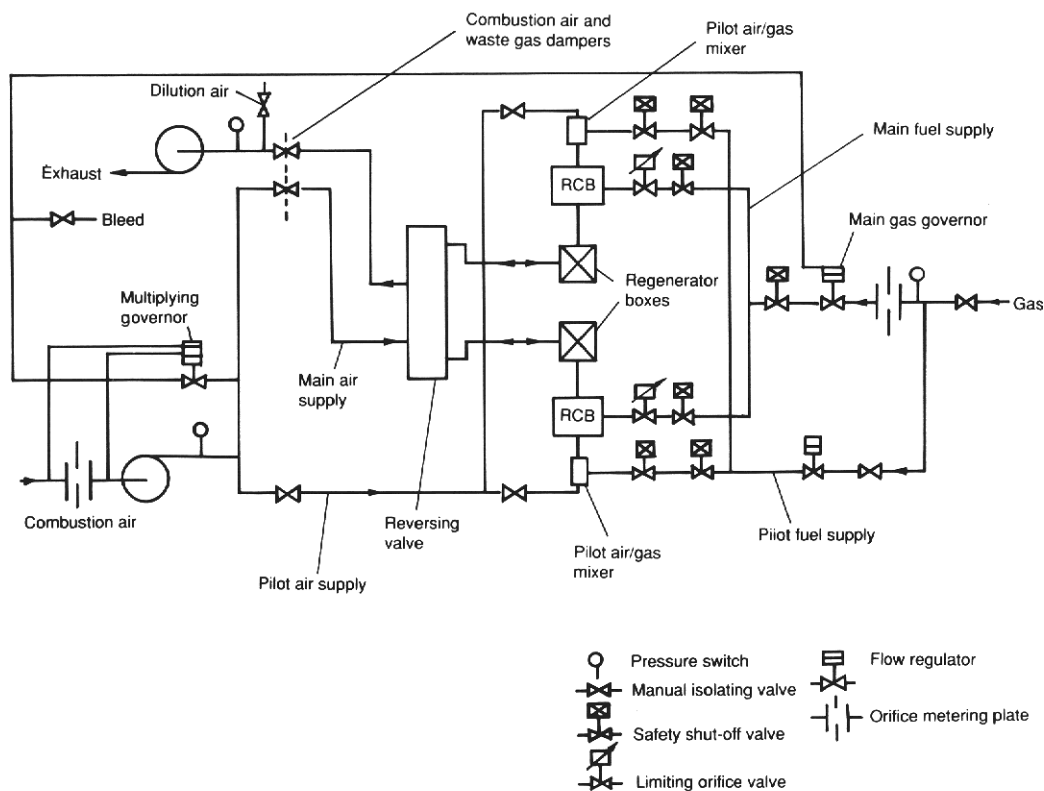 Combustion air and
waste gas dampers
Pilot air/gas
mixer
Dilution air
Main fuel supply
Exhaust
RCB
Bleed
Main gas governor
Regenerator
boxes
Multiplying
governor
Gas
Main air
supply
RCB
Combustion air
Reversing
valve
Pilot air/gas
mixer
Piiot fuel supply
Pilot air supply
Pressure switch
Flow regulator
Manual isolating valve
Orifice metering plate
Safety shut-off valve
Limiting orifice valve